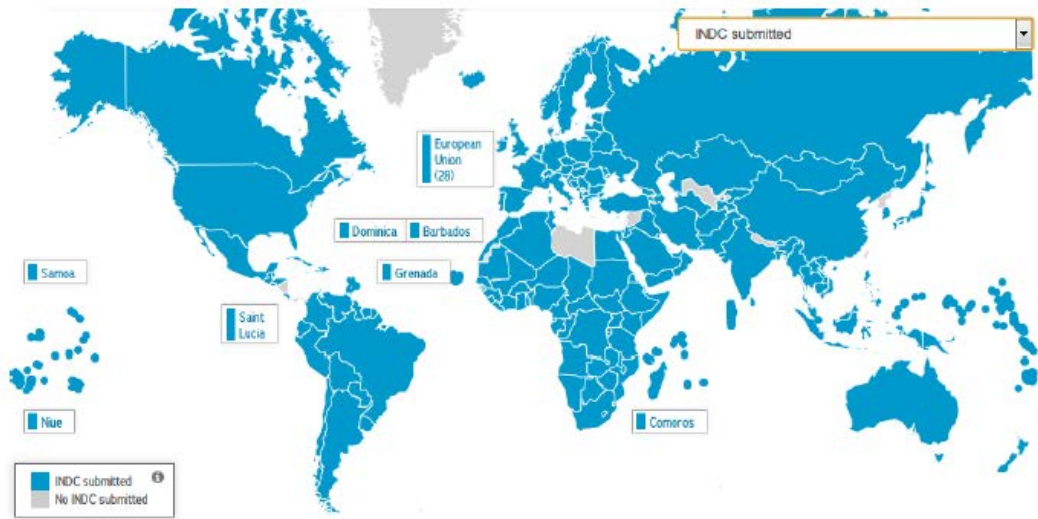 INDC submitted
European
Union
(28)
Dominica
Barbados
Samoa
Grenada
Saint
Lucia
Niue
Comoros
INDC submitted
No INDC submitted